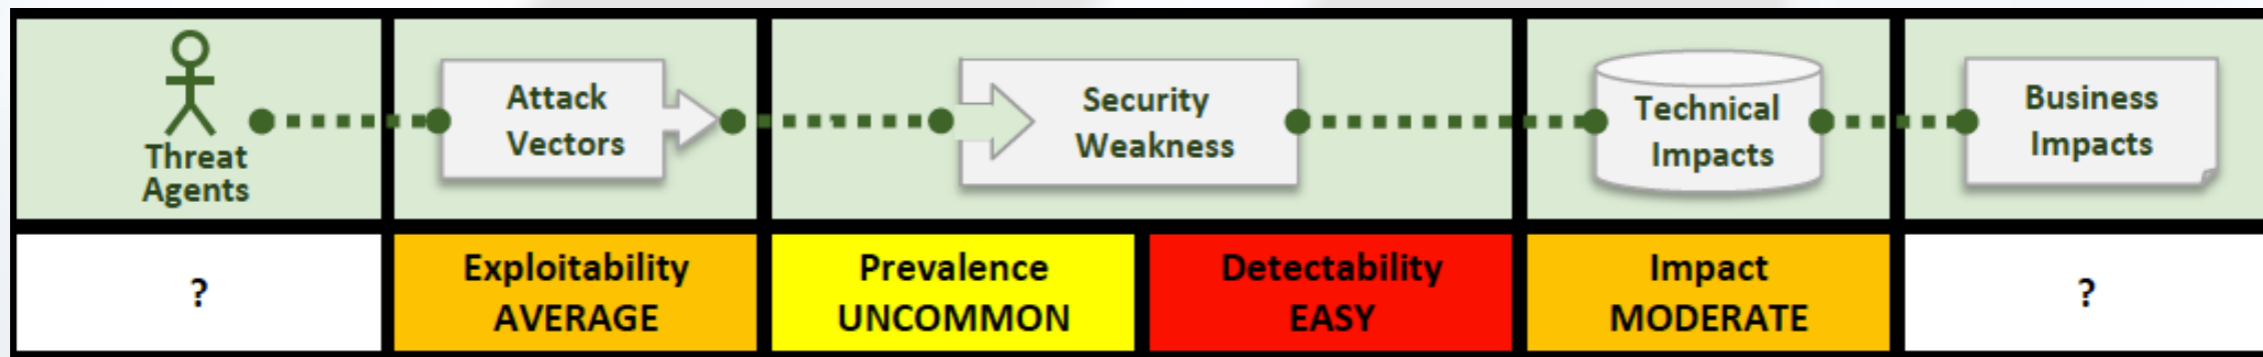 Threat
Agents
Attack
Vectors
Security
Weakness
Technical
Impacts
Business
Impacts
?
Exploitability
AVERAGE
Prevalence
UNCOMMON
Detectability
EASY
Impact
MODERATE
?